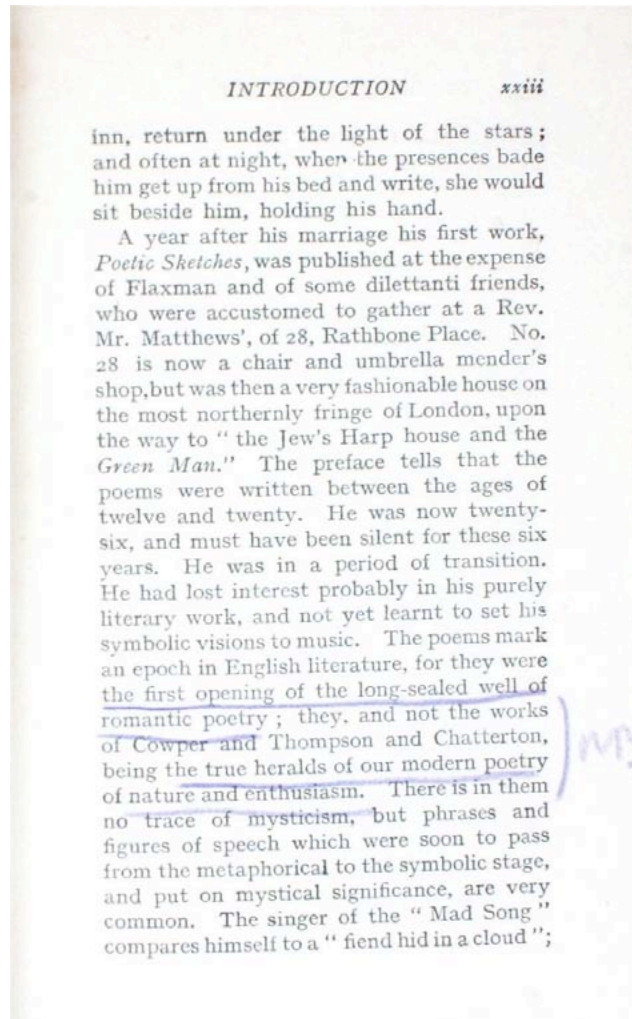 INTRODUCTION xxiii
inn, return under the light of the stars ;
and often at night, when the presences bade
him get up from his bed and write, she would
sit beside him, holding his hand.
A year after his marriage his first work,
Poetic Sketches, was published at the expense
of Flaxman and of some dilettanti friends,
who were accustomed to gather at a Rev.
Mr. Matthews', of 28, Rathbone Place. No.
28 is now a chair and umbrella mender's
shop, but was then a very fashionable house on
the most northernly fringe of London, upon
the way to " the Jew's Harp house and the
Green Man." The preface tells that the
poems were written between the ages of
twelve and twenty. He was now twenty-
six, and must have been silent for these six
years. He was in a period of transition.
He had lost interest probably in his purely
literary work, and not yet learnt to set his
symbolic visions to music. The poems mark
an epoch in English literature, for they were
the first opening of the long-sealed well of
romantic poetry ; they, and not the works
of Cowper and Thompson and Chatterton,
being the true heralds of our modern poetry
of nature and enthusiasm. There is in them
no trace of mysticism, but phrases and
figures of speech which were soon to pass
from the metaphorical to the symbolic stage,
and put on mystical significance, are very
common. The singer of the " Mad Song "
compares himself to a " fiend hid in a cloud " ;